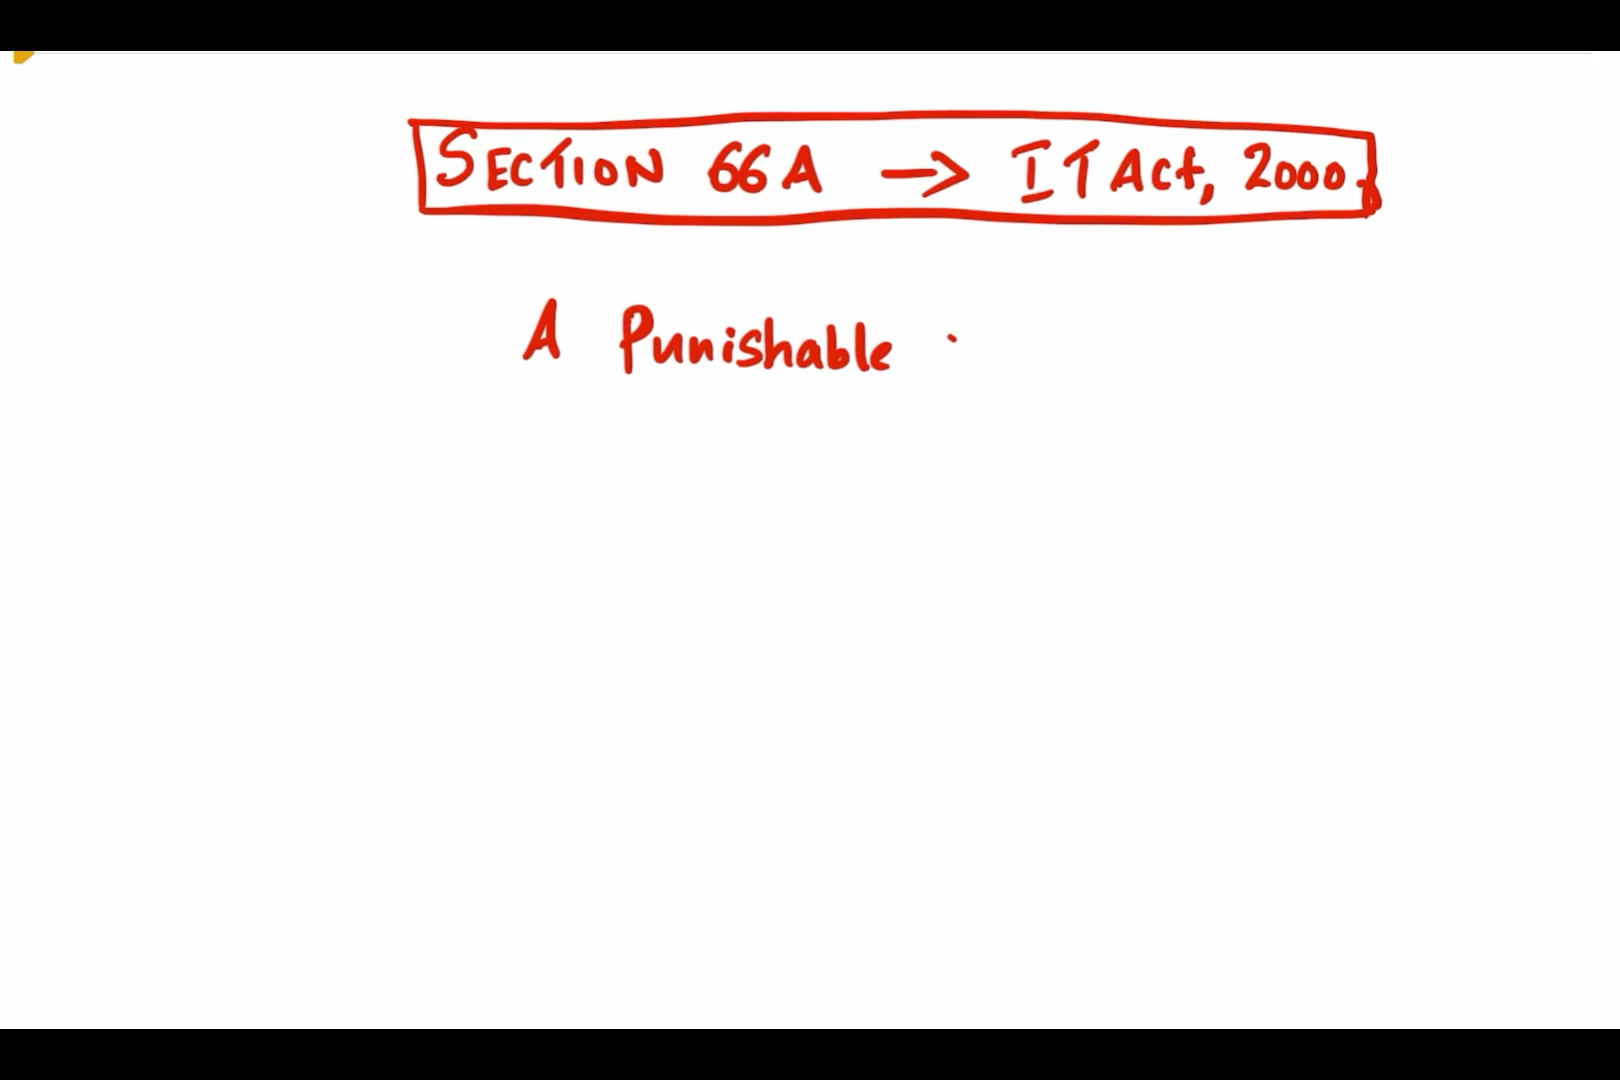 SECTION 66A → IT Act, 2000.
A Punishable